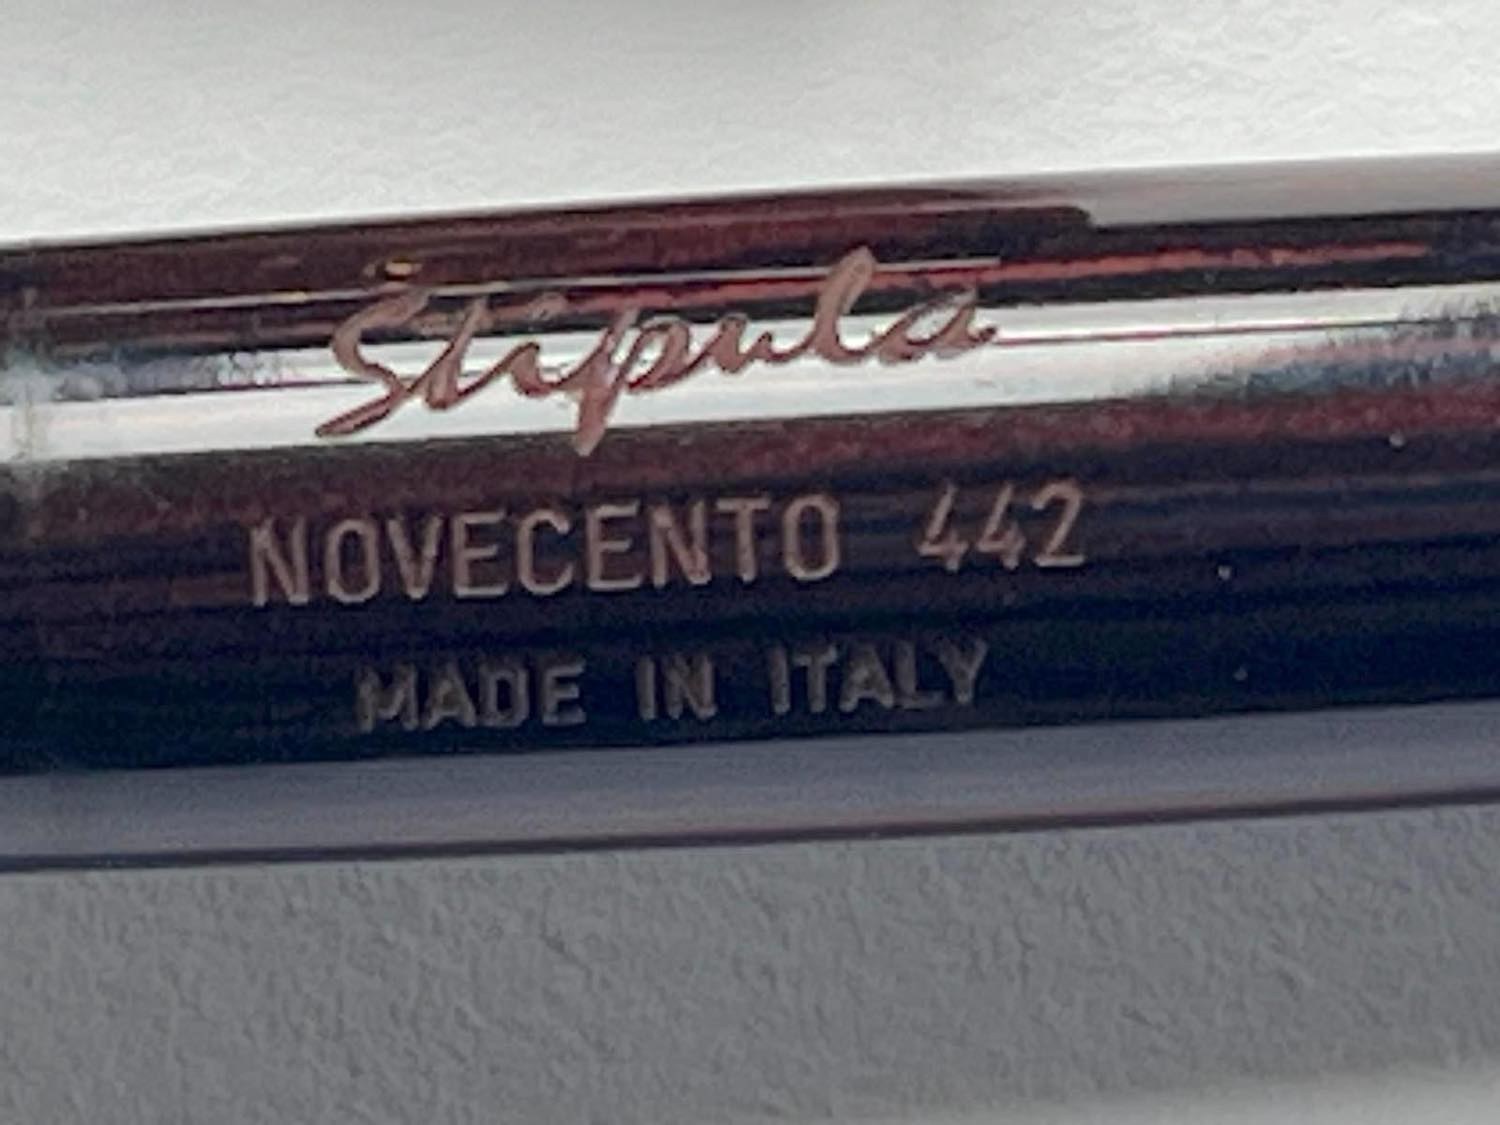 Stipula
NOVECENTO 442
MADE IN ITALY